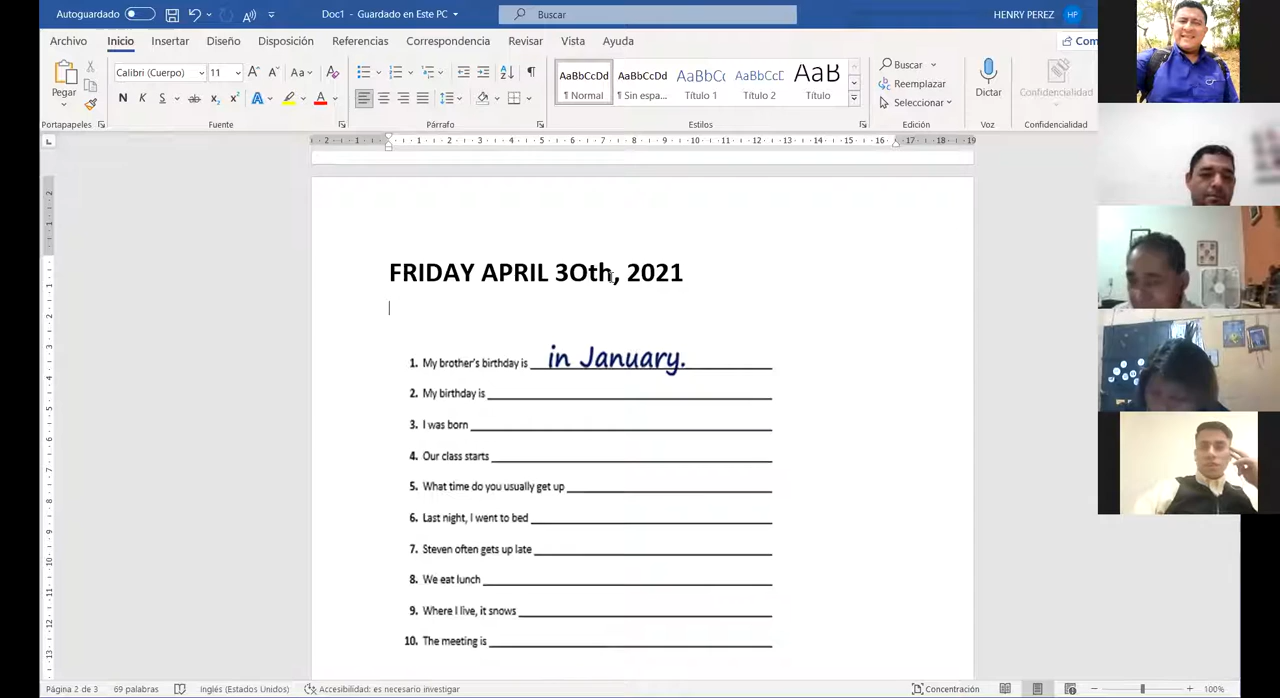 Autoguardado
Doc1 - Guardado en Este PC
Buscar
HENRY PEREZ
HP
Archivo
Inicio
Insertar
Diseño
Disposición
Referencias
Correspondencia
Revisar
Vista
Ayuda
Com
Pegar
Calibri (Cuerpo)
11
N K S
AaBbCcDd
¶ Normal
AaBbCcDd
¶ Sin espa...
AaBbCc
Título 1
AaBbCcC
Título 2
AaB
Título
Buscar
Reemplazar
Seleccionar
Dictar
Confidencialidad
Portapapeles
Fuente
Párrafo
Estilos
Edición
Voz
Confidencialidad
FRIDAY APRIL 3Oth, 2021
1. My brother's birthday is in January.
2. My birthday is
3. I was born
4. Our class starts
5. What time do you usually get up
6. Last night, I went to bed
7. Steven often gets up late
8. We eat lunch
9. Where I live, it snows
10. The meeting is
Página 2 de 3
69 palabras
Inglés (Estados Unidos)
Accesibilidad: es necesario investigar
Concentración
100%